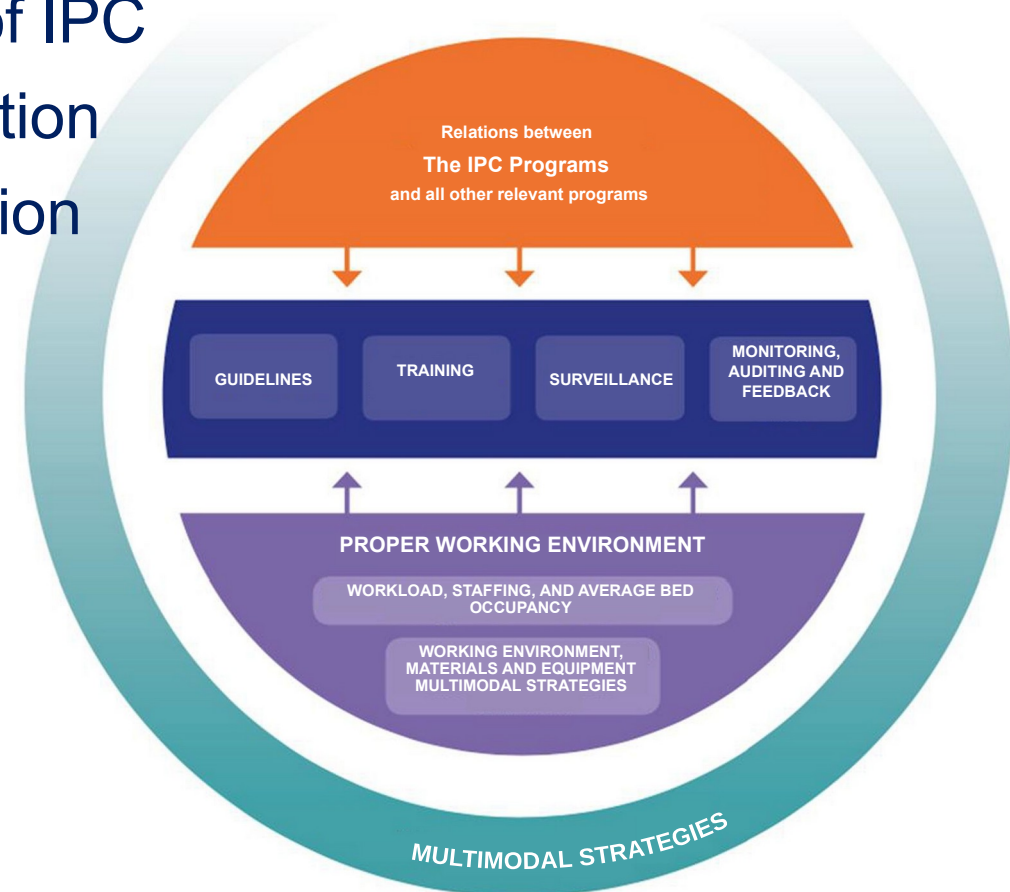 of IPC
tion
ion
Relations between
The IPC Programs
and all other relevant programs
GUIDELINES
TRAINING
SURVEILLANCE
MONITORING,
AUDITING AND
FEEDBACK
PROPER WORKING ENVIRONMENT
WORKLOAD, STAFFING, AND AVERAGE BED
OCCUPANCY
WORKING ENVIRONMENT,
MATERIALS AND EQUIPMENT
MULTIMODAL STRATEGIES
MULTIMODAL STRATEGIES